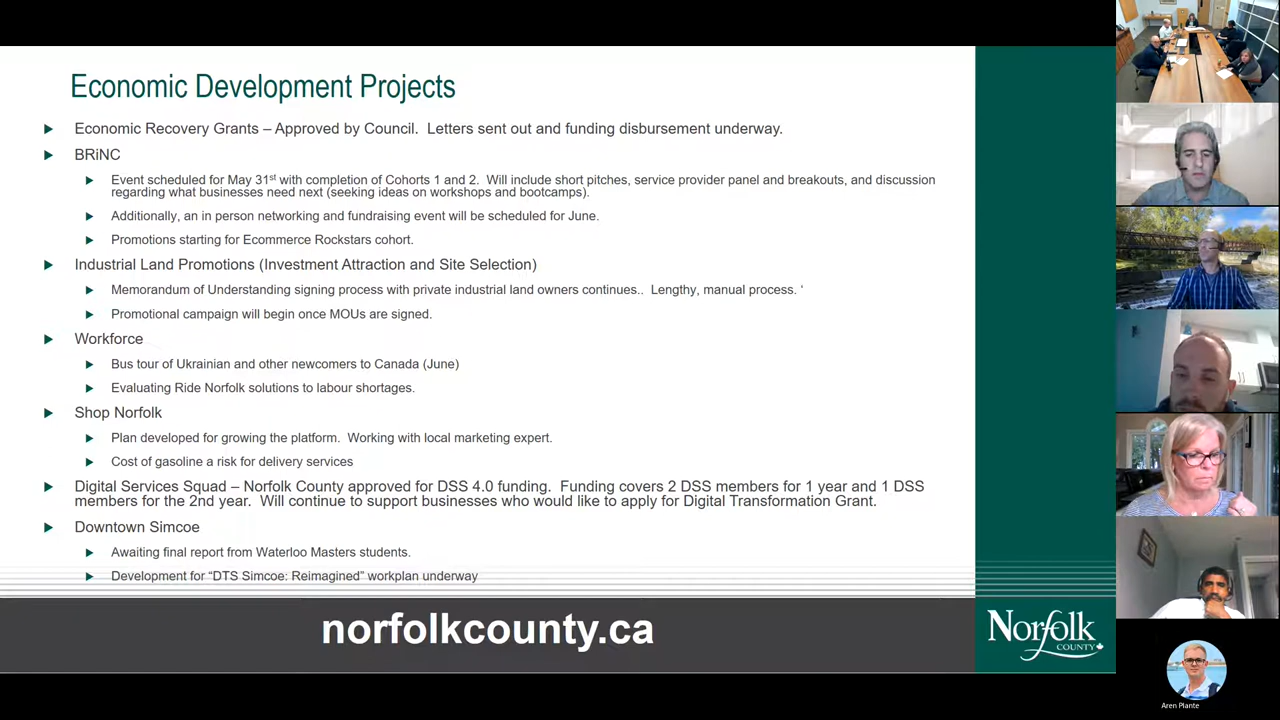 Economic Development Projects
Economic Recovery Grants – Approved by Council.  Letters sent out and funding disbursement underway.
BRiNC
Event scheduled for May 31st with completion of Cohorts 1 and 2.  Will include short pitches, service provider panel and breakouts, and discussion
regarding what businesses need next (seeking ideas on workshops and bootcamps).
Additionally, an in person networking and fundraising event will be scheduled for June.
Promotions starting for Ecommerce Rockstars cohort.
Industrial Land Promotions (Investment Attraction and Site Selection)
Memorandum of Understanding signing process with private industrial land owners continues..  Lengthy, manual process. ‘
Promotional campaign will begin once MOUs are signed.
Workforce
Bus tour of Ukrainian and other newcomers to Canada (June)
Evaluating Ride Norfolk solutions to labour shortages.
Shop Norfolk
Plan developed for growing the platform.  Working with local marketing expert.
Cost of gasoline a risk for delivery services
Digital Services Squad – Norfolk County approved for DSS 4.0 funding.  Funding covers 2 DSS members for 1 year and 1 DSS
members for the 2nd year.  Will continue to support businesses who would like to apply for Digital Transformation Grant.
Downtown Simcoe
Awaiting final report from Waterloo Masters students.
Development for “DTS Simcoe: Reimagined” workplan underway
norfolkcounty.ca
Norfolk
COUNTY
Aren Plante